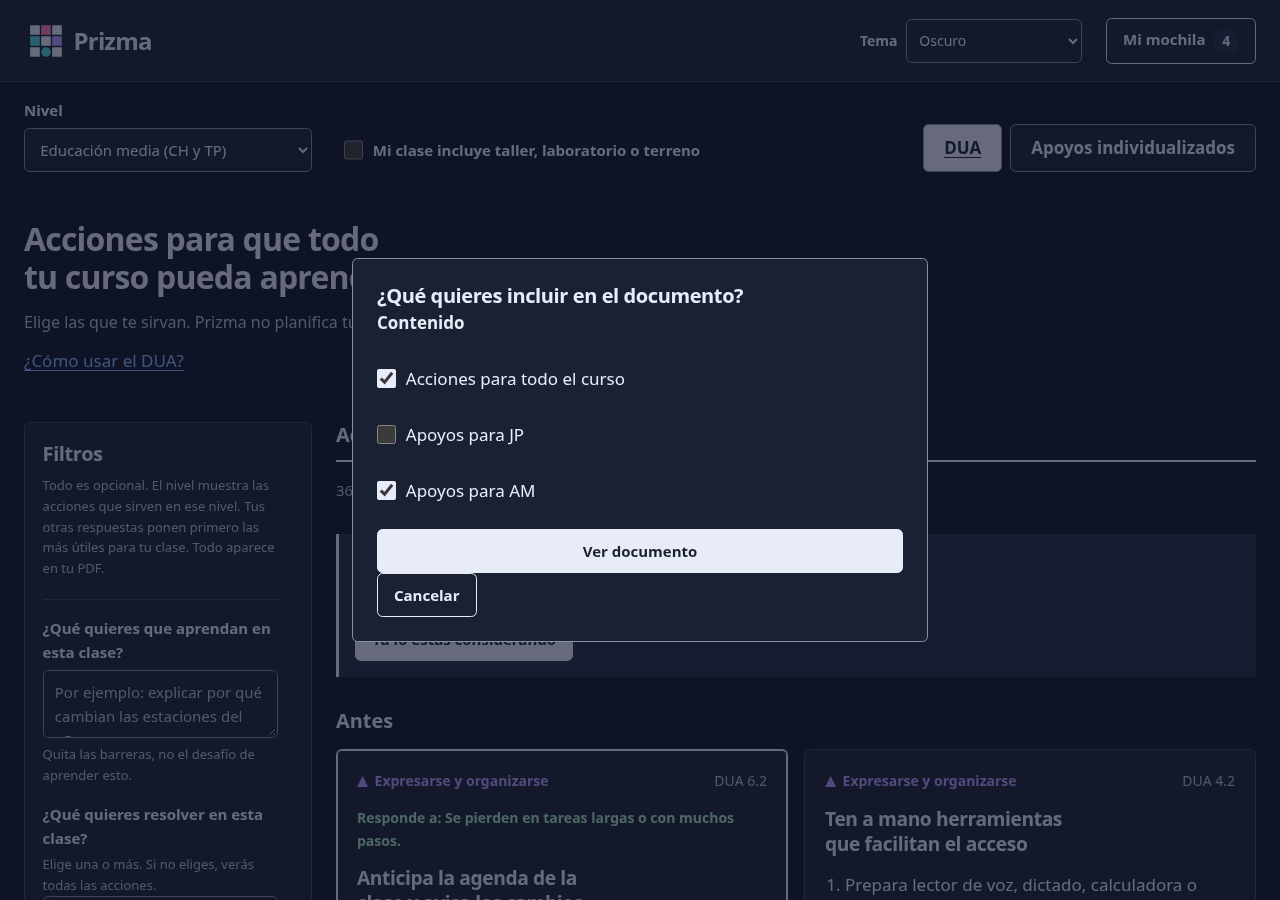 Prizma
Tema
Oscuro
Mi mochila 4
Nivel
Educación media (CH y TP)
Mi clase incluye taller, laboratorio o terreno
DUA
Apoyos individualizados
Acciones para que todo
tu curso pueda
Elige las que te sirvan. Prizma no planifica
¿Cómo usar el DUA?
¿Qué quieres incluir en el documento?
Contenido
Acciones para todo el curso
Apoyos para JP
Apoyos para AM
Ver documento
Cancelar
Filtros
Todo es opcional. El nivel muestra las
acciones que sirven en ese nivel. Tus
otras respuestas ponen primero las
más útiles para tu clase. Todo aparece
en tu PDF.
¿Qué quieres que aprendan en
esta clase?
Por ejemplo: explicar por qué
cambian las estaciones del
Quita las barreras, no el desafío de
aprender esto.
¿Qué quieres resolver en esta
clase?
Elige una o más. Si no eliges, verás
todas las acciones.
36
Antes
▲ Expresarse y organizarse
DUA 6.2
Responde a: Se pierden en tareas largas o con muchos
pasos.
Anticipa la agenda de la
▲ Expresarse y organizarse
DUA 4.2
Ten a mano herramientas
que facilitan el acceso
1. Prepara lector de voz, dictado, calculadora o